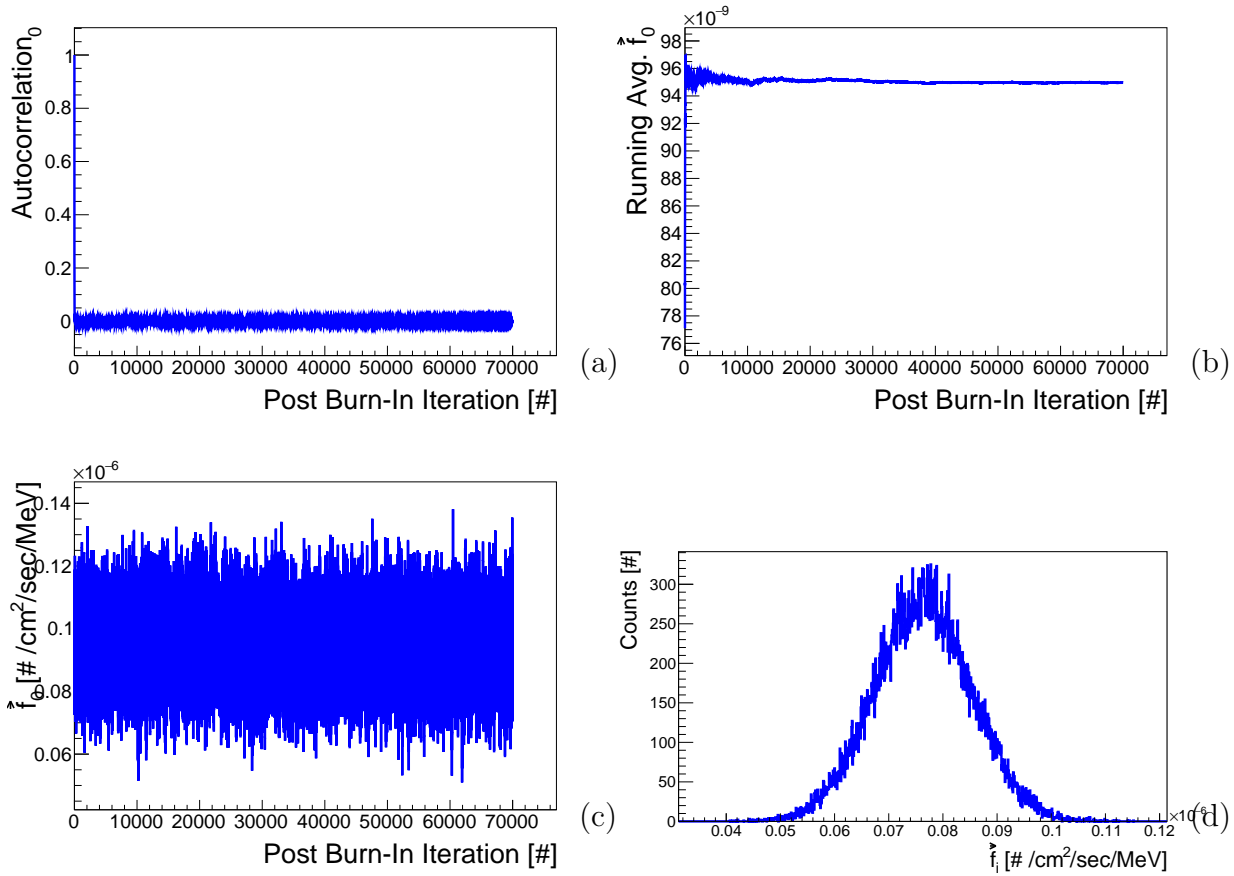 Autocorrelation₀
1
0.8
0.6
0.4
0.2
0
0 10000 20000 30000 40000 50000 60000 70000
Post Burn-In Iteration [#]
(a)
×10⁻⁹
Running Avg. f₀
98
96
94
92
90
88
86
84
82
80
78
76
0 10000 20000 30000 40000 50000 60000 70000
Post Burn-In Iteration [#]
(b)
×10⁻⁶
f₀ [# /cm²/sec/MeV]
0.14
0.12
0.1
0.08
0.06
0 10000 20000 30000 40000 50000 60000 70000
Post Burn-In Iteration [#]
(c)
Counts [#]
300
250
200
150
100
50
0
0.04 0.05 0.06 0.07 0.08 0.09 0.1 0.11 0.12
×10⁻⁶
f_i [# /cm²/sec/MeV]
(d)